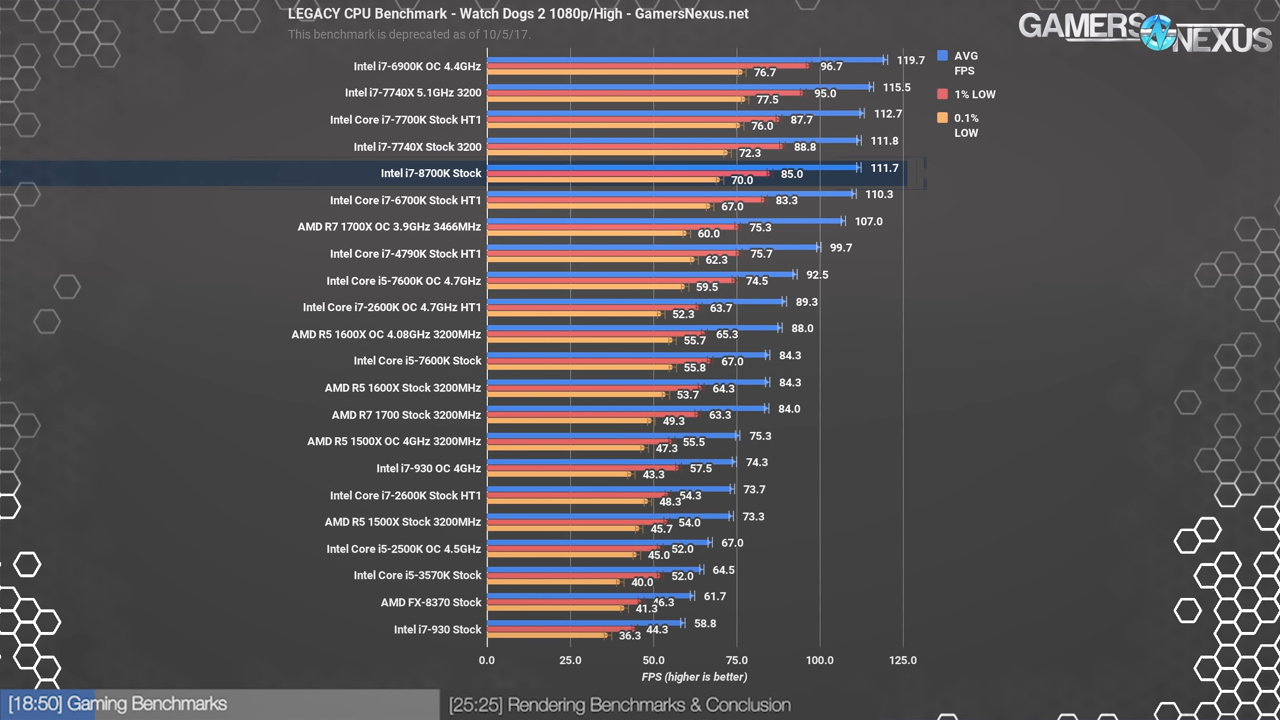 LEGACY CPU Benchmark - Watch Dogs 2 1080p/High - GamersNexus.net
This benchmark is deprecated as of 10/5/17.
GAMERS NEXUS
AVG
FPS
1% LOW
0.1%
LOW
Intel i7-6900K OC 4.4GHz 119.7 96.7 76.7
Intel i7-7740X 5.1GHz 3200 115.5 95.0 77.5
Intel Core i7-7700K Stock HT1 112.7 87.7 76.0
Intel i7-7740X Stock 3200 111.8 88.8 72.3
Intel i7-8700K Stock 111.7 85.0 70.0
Intel Core i7-6700K Stock HT1 110.3 83.3 67.0
AMD R7 1700X OC 3.9GHz 3466MHz 107.0 75.3 60.0
Intel Core i7-4790K Stock HT1 99.7 75.7 62.3
Intel Core i5-7600K OC 4.7GHz 92.5 74.5 59.5
Intel Core i7-2600K OC 4.7GHz HT1 89.3 63.7 52.3
AMD R5 1600X OC 4.08GHz 3200MHz 88.0 65.3 55.7
Intel Core i5-7600K Stock 84.3 67.0 55.8
AMD R5 1600X Stock 3200MHz 84.3 64.3 53.7
AMD R7 1700 Stock 3200MHz 84.0 63.3 49.3
AMD R5 1500X OC 4GHz 3200MHz 75.3 55.5 47.3
Intel i7-930 OC 4GHz 74.3 57.5 43.3
Intel Core i7-2600K Stock HT1 73.7 54.3 48.3
AMD R5 1500X Stock 3200MHz 73.3 54.0 45.7
Intel Core i5-2500K OC 4.5GHz 67.0 52.0 45.0
Intel Core i5-3570K Stock 64.5 52.0 40.0
AMD FX-8370 Stock 61.7 46.3 41.3
Intel i7-930 Stock 58.8 44.3 36.3
0.0 25.0 50.0 75.0 100.0 125.0
FPS (higher is better)
[18:50] Gaming Benchmarks
[25:25] Rendering Benchmarks & Conclusion